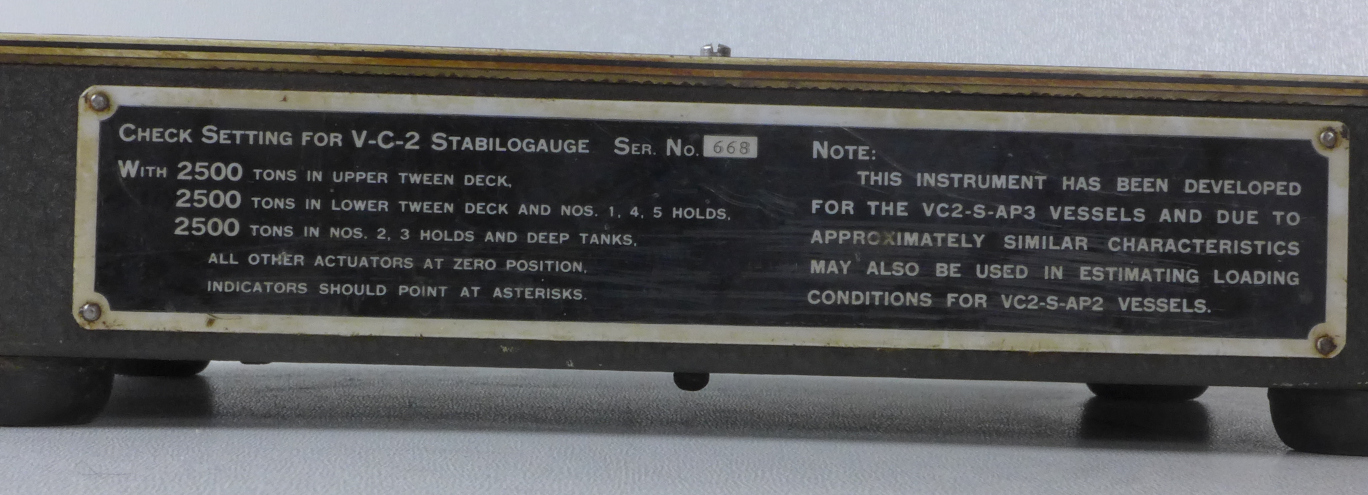 CHECK SETTING FOR V-C-2 STABILOGAUGE SER. NO. 668
WITH 2500 TONS IN UPPER TWEEN DECK,
2500 TONS IN LOWER TWEEN DECK AND NOS. 1, 4, 5 HOLDS,
2500 TONS IN NOS. 2, 3 HOLDS AND DEEP TANKS,
ALL OTHER ACTUATORS AT ZERO POSITION,
INDICATORS SHOULD POINT AT ASTERISKS.
NOTE:
THIS INSTRUMENT HAS BEEN DEVELOPED
FOR THE VC2-S-AP3 VESSELS AND DUE TO
APPROXIMATELY SIMILAR CHARACTERISTICS
MAY ALSO BE USED IN ESTIMATING LOADING
CONDITIONS FOR VC2-S-AP2 VESSELS.